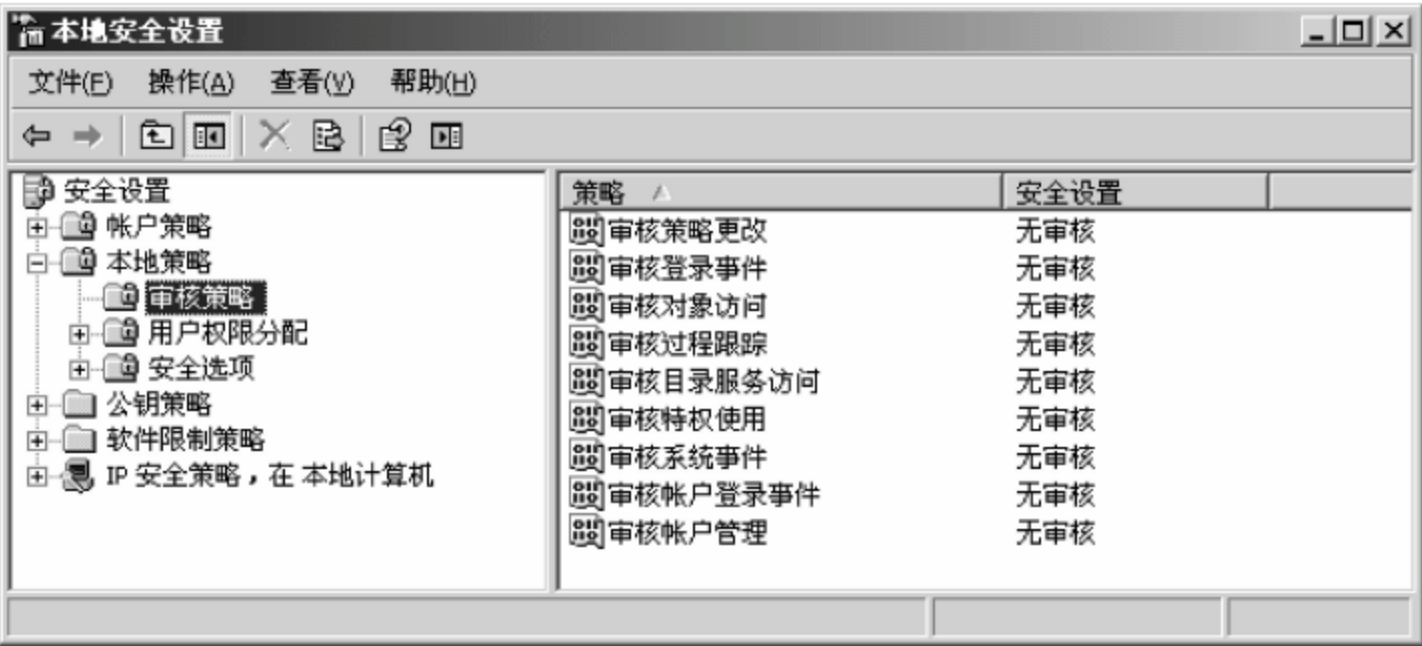 本地安全设置
文件(F) 操作(A) 查看(V) 帮助(H)
安全设置
帐户策略
本地策略
审核策略
用户权限分配
安全选项
公钥策略
软件限制策略
IP 安全策略，在 本地计算机
策略 安全设置
审核策略更改 无审核
审核登录事件 无审核
审核对象访问 无审核
审核过程跟踪 无审核
审核目录服务访问 无审核
审核特权使用 无审核
审核系统事件 无审核
审核帐户登录事件 无审核
审核帐户管理 无审核